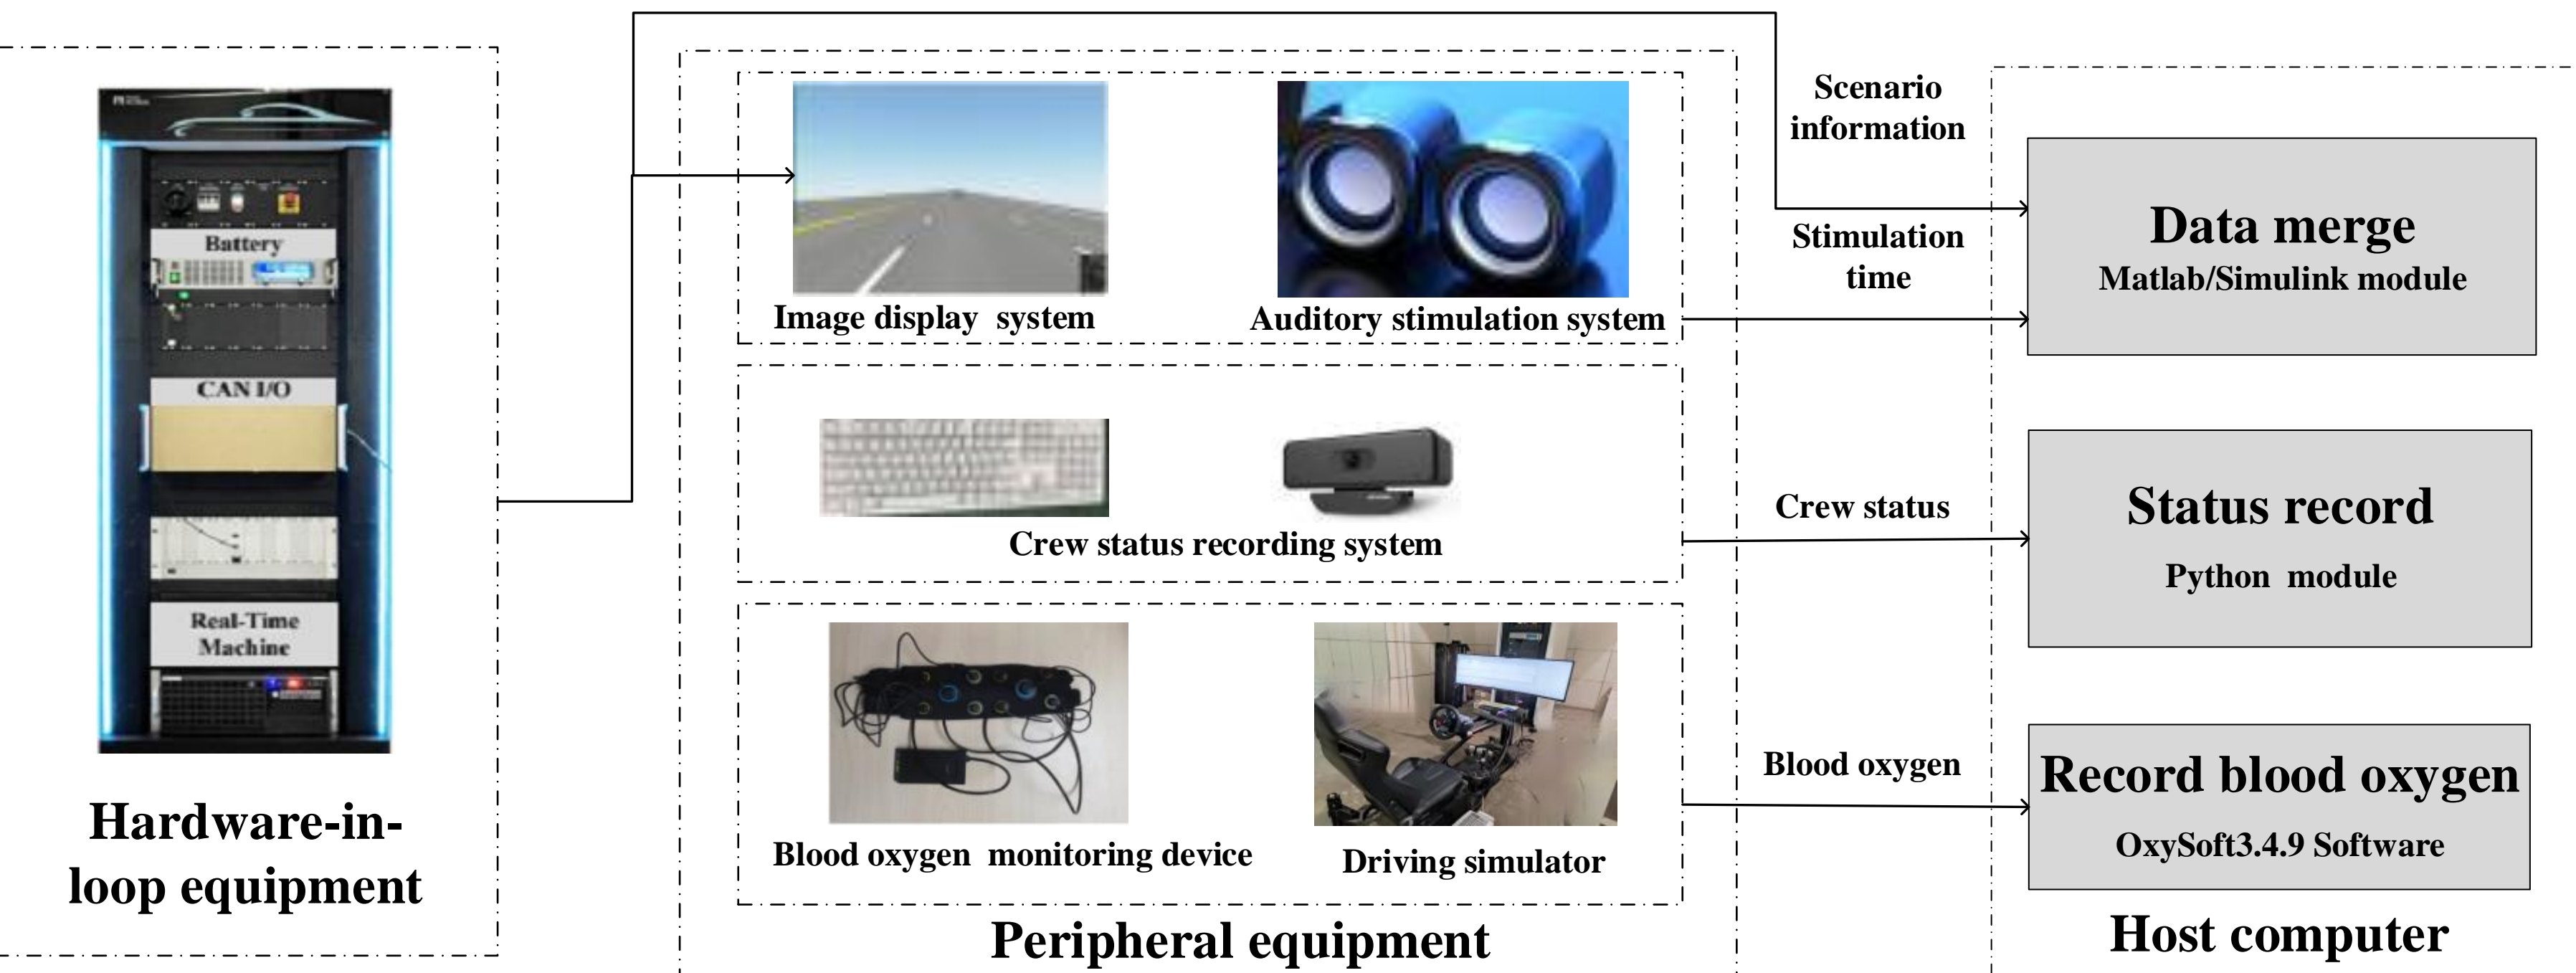 Battery
CAN I/O
Real-Time
Machine
Hardware-in-
loop equipment
Image display system
Auditory stimulation system
Crew status recording system
Blood oxygen monitoring device
Driving simulator
Peripheral equipment
Scenario
information
Stimulation
time
Crew status
Blood oxygen
Data merge
Matlab/Simulink module
Status record
Python module
Record blood oxygen
OxySoft3.4.9 Software
Host computer